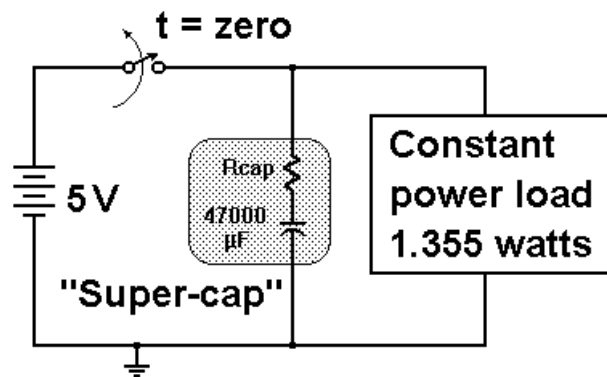 t = zero
5V
Rcap
47000
µF
"Super-cap"
Constant
power load
1.355 watts